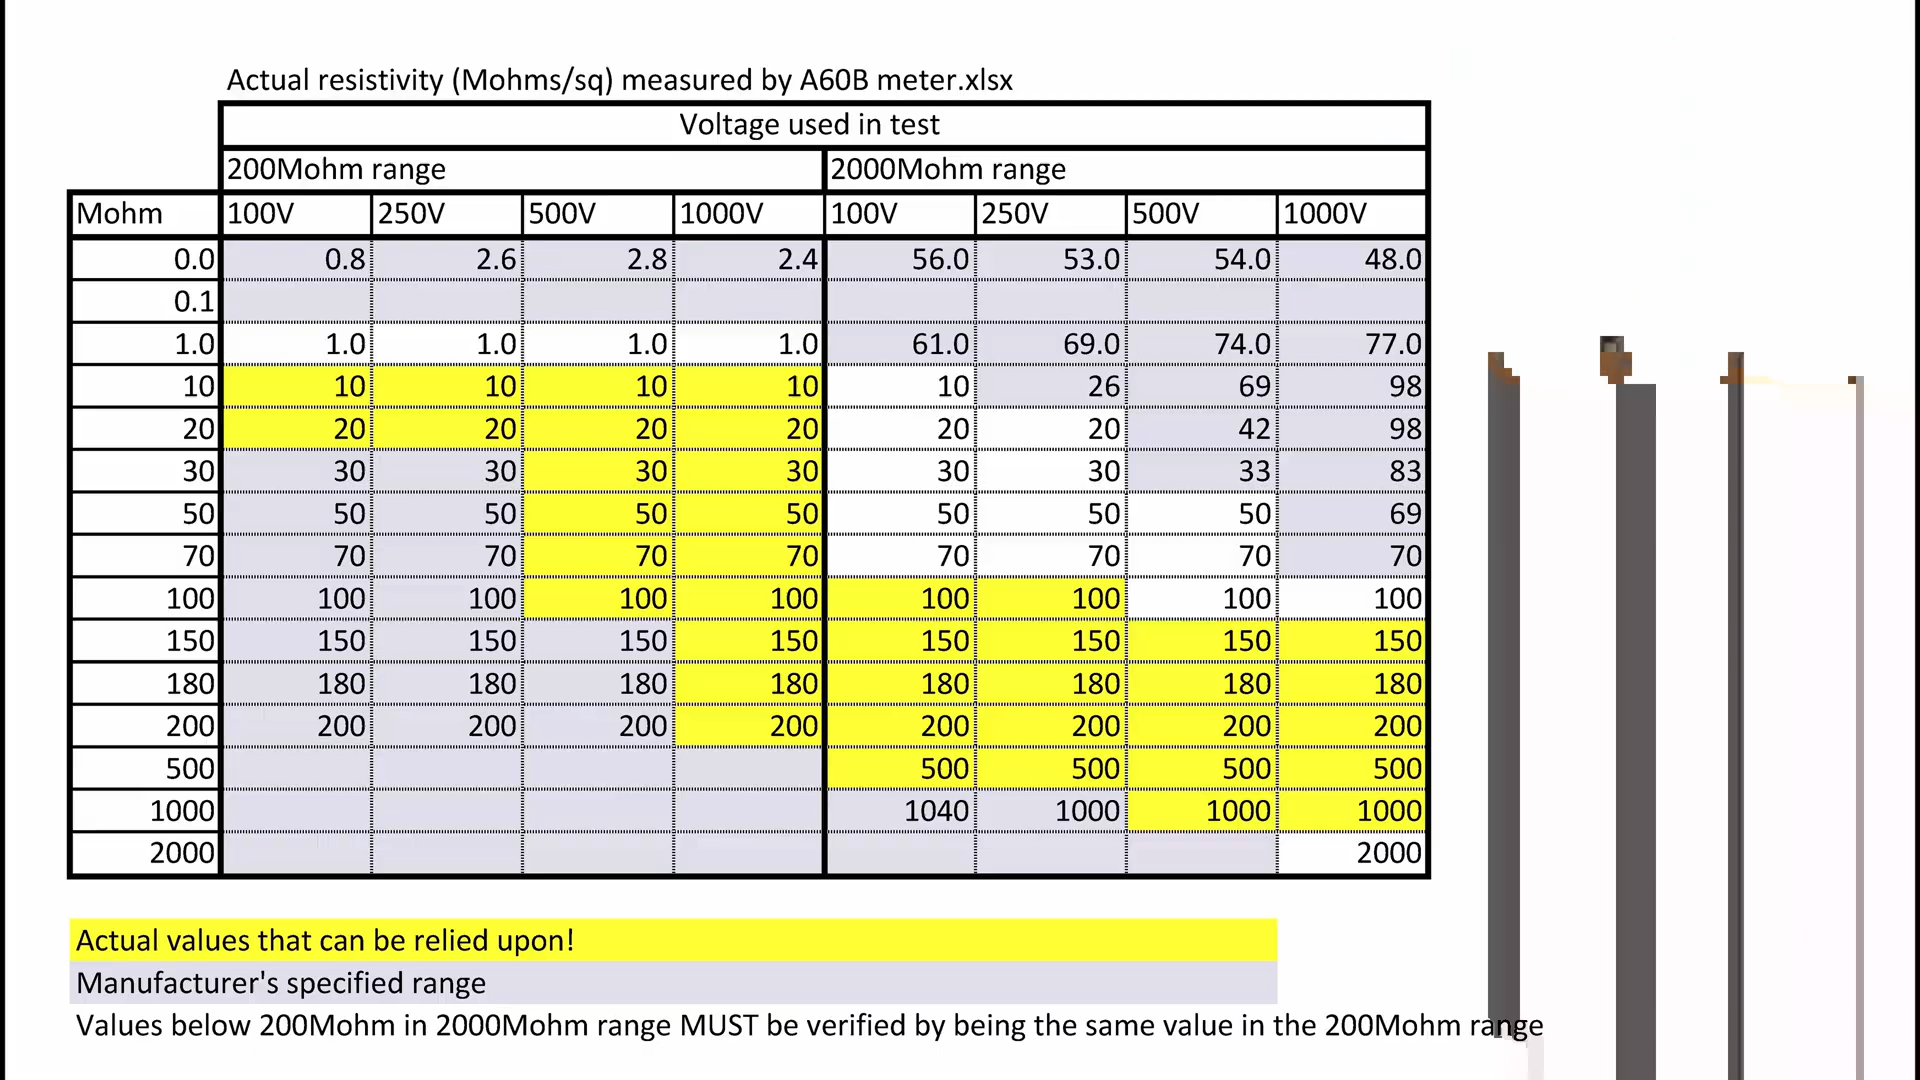 Actual resistivity (Mohms/sq) measured by A60B meter.xlsx
Voltage used in test
200Mohm range 2000Mohm range
Mohm 100V 250V 500V 1000V 100V 250V 500V 1000V
0.0 0.8 2.6 2.8 2.4 56.0 53.0 54.0 48.0
0.1
1.0 1.0 1.0 1.0 1.0 61.0 69.0 74.0 77.0
10 10 10 10 10 10 26 69 98
20 20 20 20 20 20 20 42 98
30 30 30 30 30 30 30 33 83
50 50 50 50 50 50 50 50 69
70 70 70 70 70 70 70 70 70
100 100 100 100 100 100 100 100 100
150 150 150 150 150 150 150 150 150
180 180 180 180 180 180 180 180 180
200 200 200 200 200 200 200 200 200
500 500 500 500 500
1000 1040 1000 1000 1000
2000 2000
Actual values that can be relied upon!
Manufacturer's specified range
Values below 200Mohm in 2000Mohm range MUST be verified by being the same value in the 200Mohm range